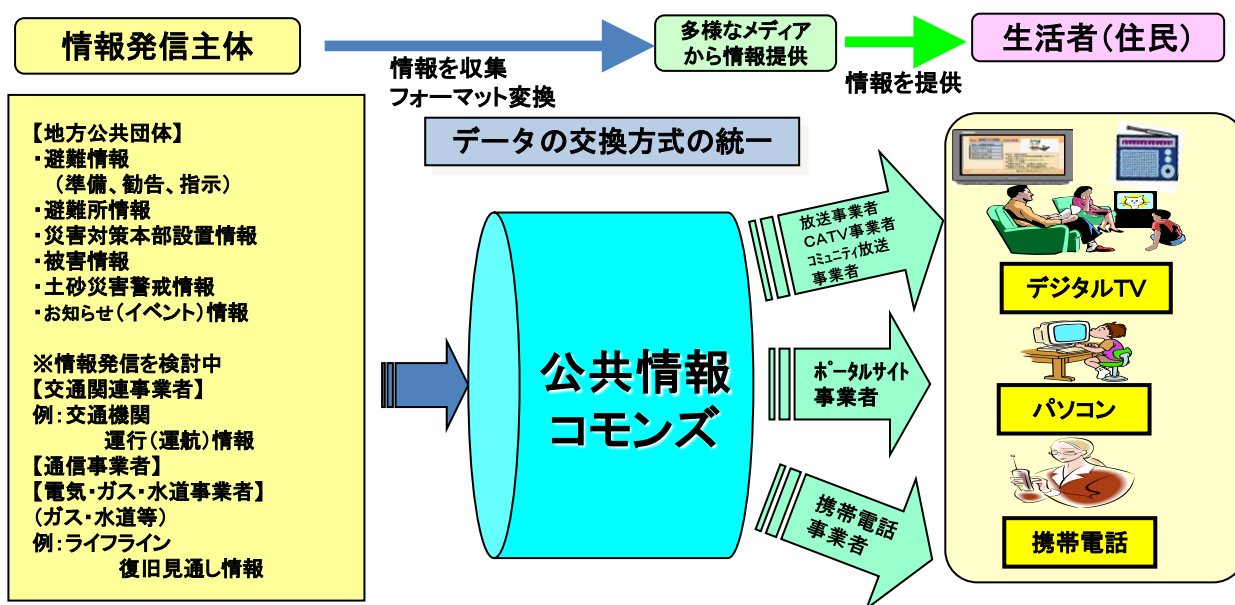 情報発信主体
情報を収集
フォーマット変換
多様なメディア
から情報提供
情報を提供
生活者(住民)
【地方公共団体】
・避難情報
(準備、勧告、指示)
・避難所情報
・災害対策本部設置情報
・被害情報
・土砂災害警戒情報
・お知らせ(イベント)情報
※情報発信を検討中
【交通関連事業者】
例:交通機関
運行(運航)情報
【通信事業者】
【電気・ガス・水道事業者】
(ガス・水道等)
例:ライフライン
復旧見通し情報
データの交換方式の統一
公共情報
コモンズ
放送事業者
CATV事業者
コミュニティ放送
事業者
ポータルサイト
事業者
携帯電話
事業者
デジタルTV
パソコン
携帯電話